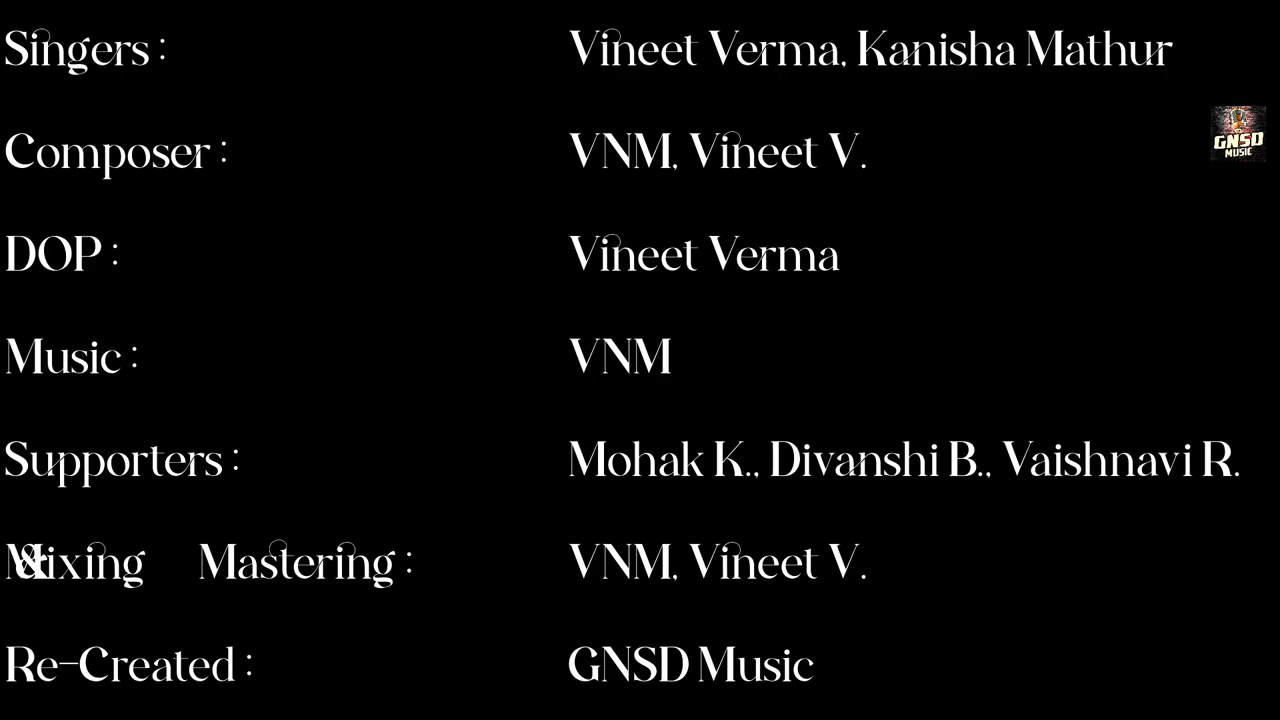 Singers : Vineet Verma, Kanisha Mathur
GNSD
MUSIC
Composer : VNM, Vineet V.
DOP : Vineet Verma
Music : VNM
Supporters : Mohak K., Divanshi B., Vaishnavi R.
Mixing & Mastering : VNM, Vineet V.
Re-Created : GNSD Music